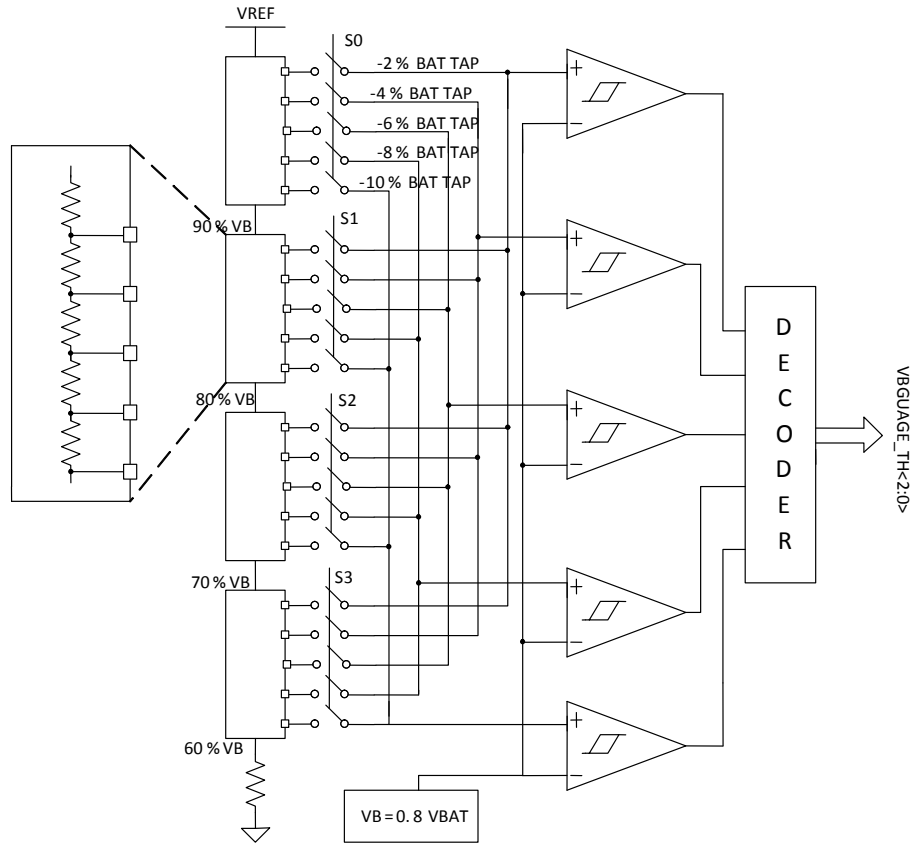 VREF
S0
-2 % BAT TAP
-4 % BAT TAP
-6 % BAT TAP
-8 % BAT TAP
-10 % BAT TAP
90 % VB
S1
80 % VB
S2
70 % VB
S3
60 % VB
VB = 0.8 VBAT
+
−
+
−
+
−
+
−
+
−
D
E
C
O
D
E
R
VBGUAGE_TH<2:0>